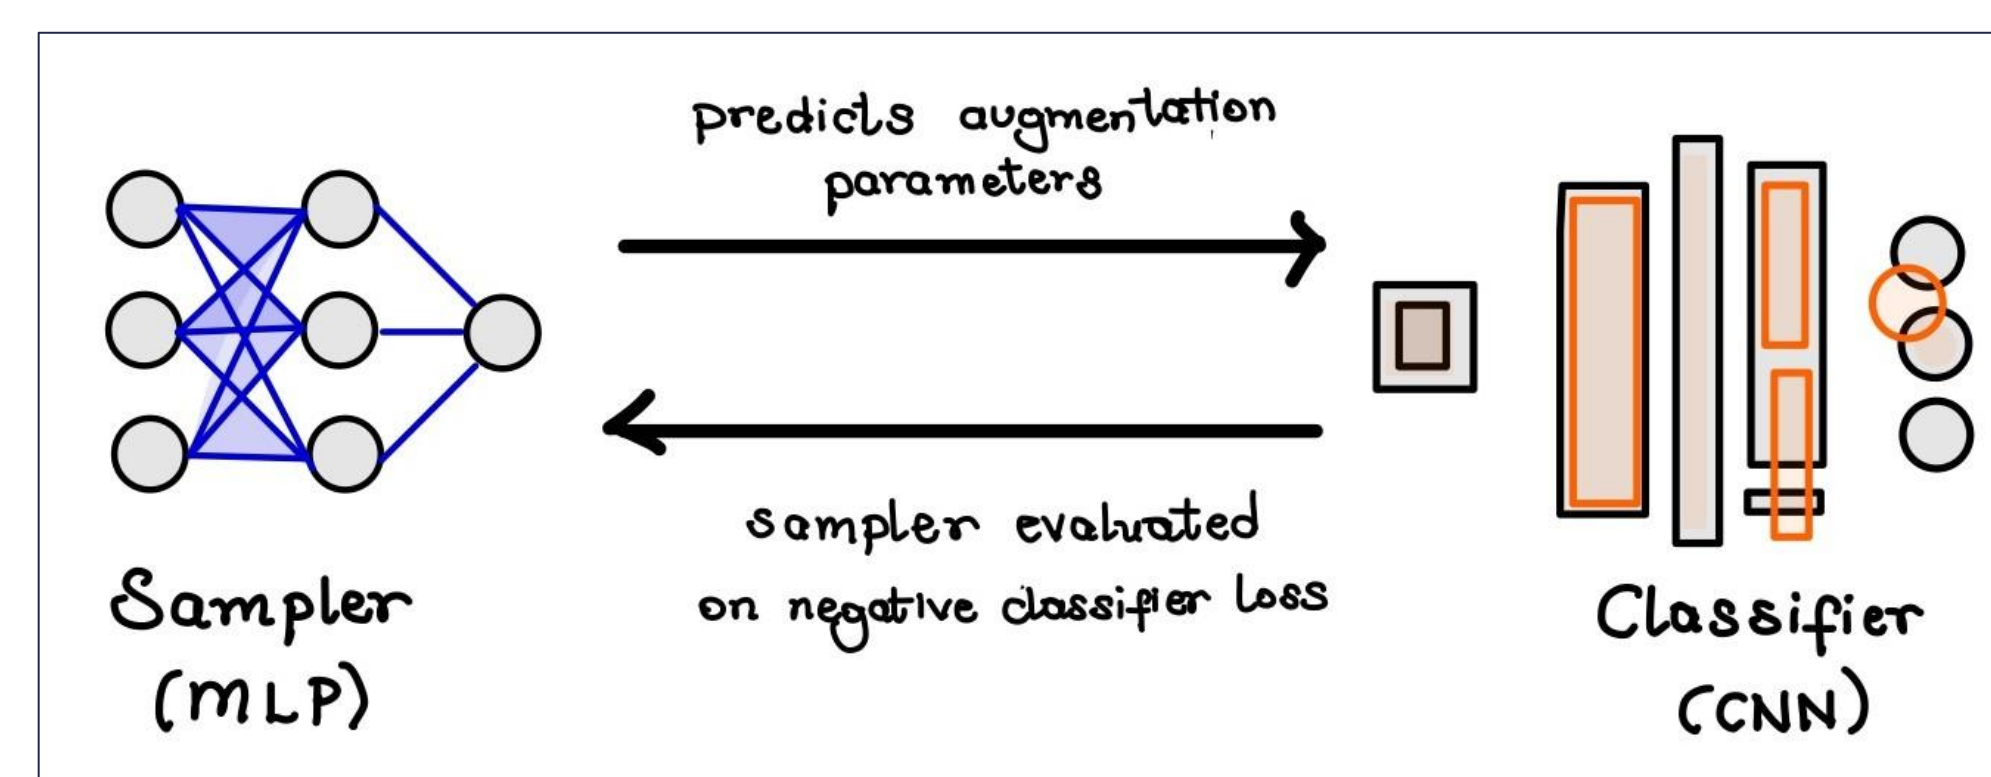 predicts augmentation
parameters
sampler evaluated
on negative classifier loss
Sampler
(MLP)
Classifier
(CNN)